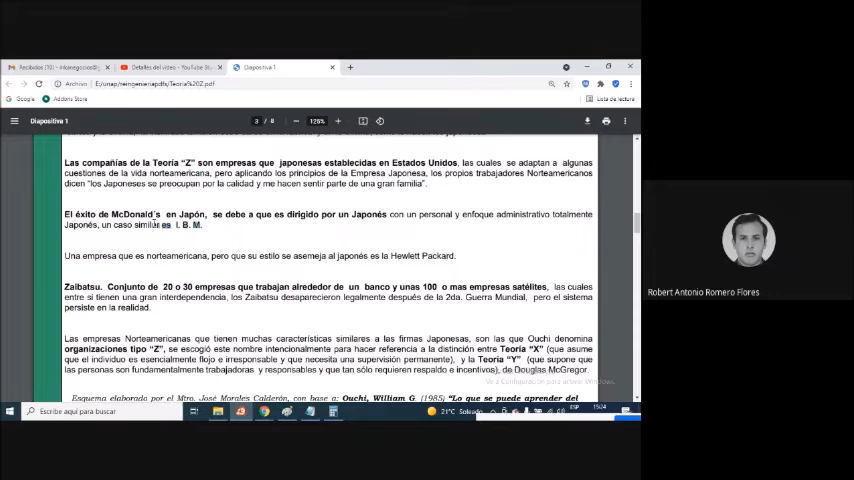 Recibidos (10) - inkanegocios@g
Detalles del video - YouTube St
Diapositiva 1
Archivo | E:/unap/reingenieriapdfs/Teoria%20Z.pdf
Google
Addons Store
Lista de lectura
Diapositiva 1
3 / 8
125%
Las compañías de la Teoría “Z” son empresas que japonesas establecidas en Estados Unidos, las cuales se adaptan a algunas
cuestiones de la vida norteamericana, pero aplicando los principios de la Empresa Japonesa, los propios trabajadores Norteamericanos
dicen “los Japoneses se preocupan por la calidad y me hacen sentir parte de una gran familia”.
El éxito de McDonald´s en Japón, se debe a que es dirigido por un Japonés con un personal y enfoque administrativo totalmente
Japonés, un caso similar es I. B. M.
Una empresa que es norteamericana, pero que su estilo se asemeja al japonés es la Hewlett Packard.
Zaibatsu. Conjunto de 20 o 30 empresas que trabajan alrededor de un banco y unas 100 o mas empresas satélites, las cuales
entre si tienen una gran interdependencia, los Zaibatsu desaparecieron legalmente después de la 2da. Guerra Mundial, pero el sistema
persiste en la realidad.
Las empresas Norteamericanas que tienen muchas características similares a las firmas Japonesas, son las que Ouchi denomina
organizaciones tipo “Z”, se escogió este nombre intencionalmente para hacer referencia a la distinción entre Teoría “X” (que asume
que el individuo es esencialmente flojo e irresponsable y que necesita una supervisión permanente), y la Teoría “Y” (que supone que
las personas son fundamentalmente trabajadoras y responsables y que tan sólo requieren respaldo e incentivos), de Douglas McGregor.
Ve a Configuración para activar Windows.
Esquema elaborado por el Mtro. José Morales Calderón, con base a: Ouchi, William G. (1985) “Lo que se puede aprender del
Escribe aquí para buscar
21°C Soleado
ESP
15:24
Robert Antonio Romero Flores